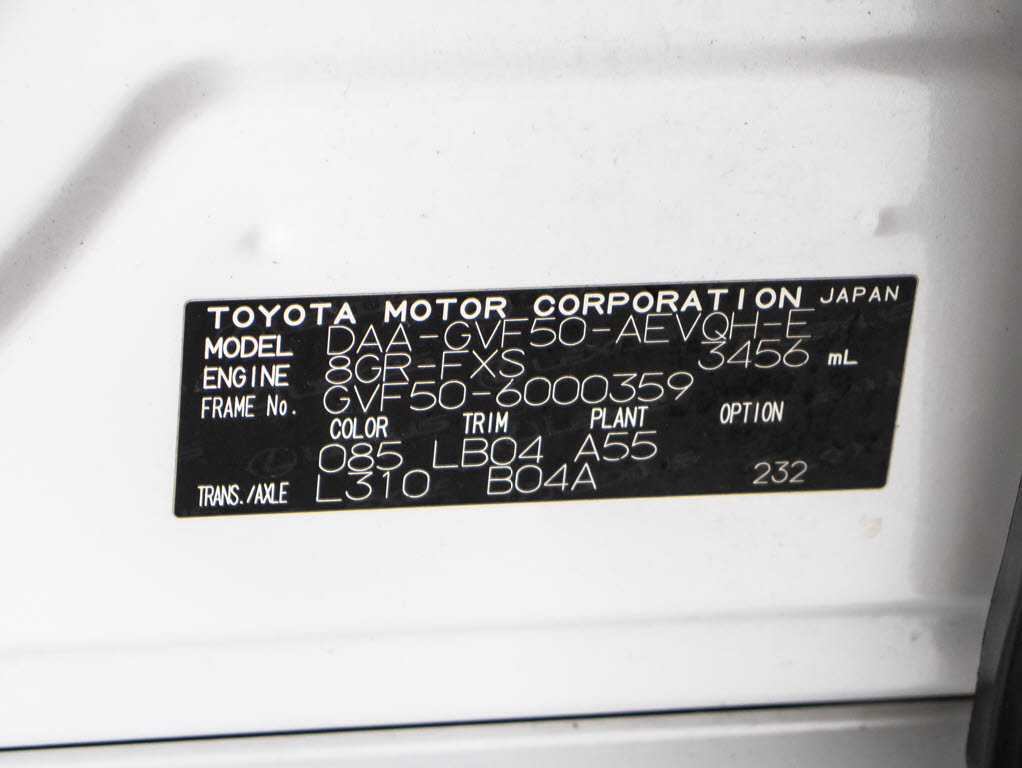 TOYOTA MOTOR CORPORATION JAPAN
MODEL DAA-GVF50-AEVQH-E
ENGINE 8GR-FXS 3456 mL
FRAME No. GVF50-6000359
COLOR TRIM PLANT OPTION
085 LB04 A55
TRANS./AXLE L310 B04A 232